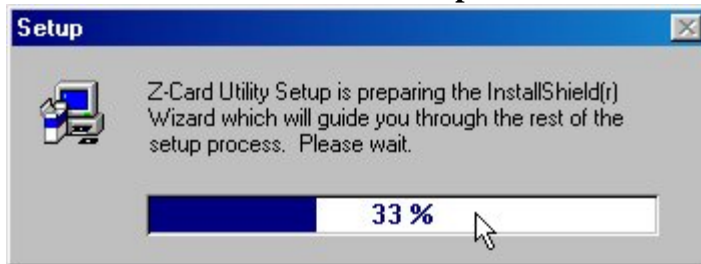 Setup
Z-Card Utility Setup is preparing the InstallShield(r)
Wizard which will guide you through the rest of the
setup process.  Please wait.
33 %